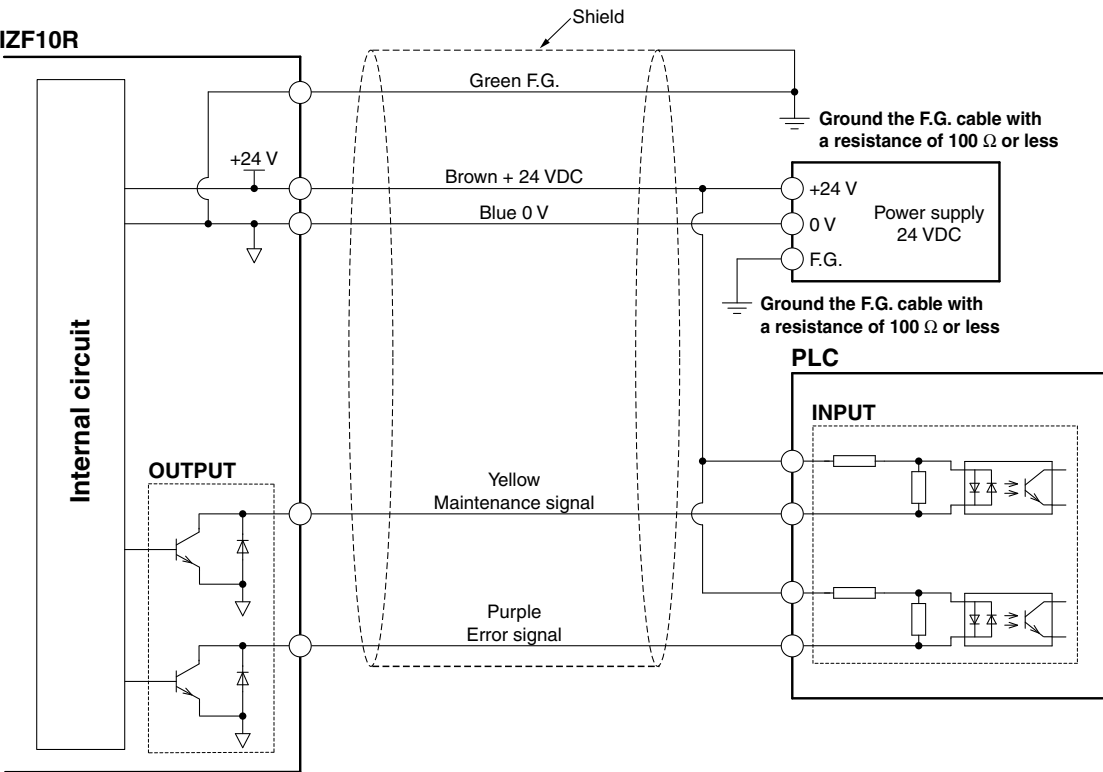 Shield
IZF10R
Green F.G.
Ground the F.G. cable with
a resistance of 100 Ω or less
+24 V
Brown + 24 VDC
Blue 0 V
+24 V
0 V
F.G.
Power supply
24 VDC
Ground the F.G. cable with
a resistance of 100 Ω or less
PLC
INPUT
Internal circuit
OUTPUT
Yellow
Maintenance signal
Purple
Error signal